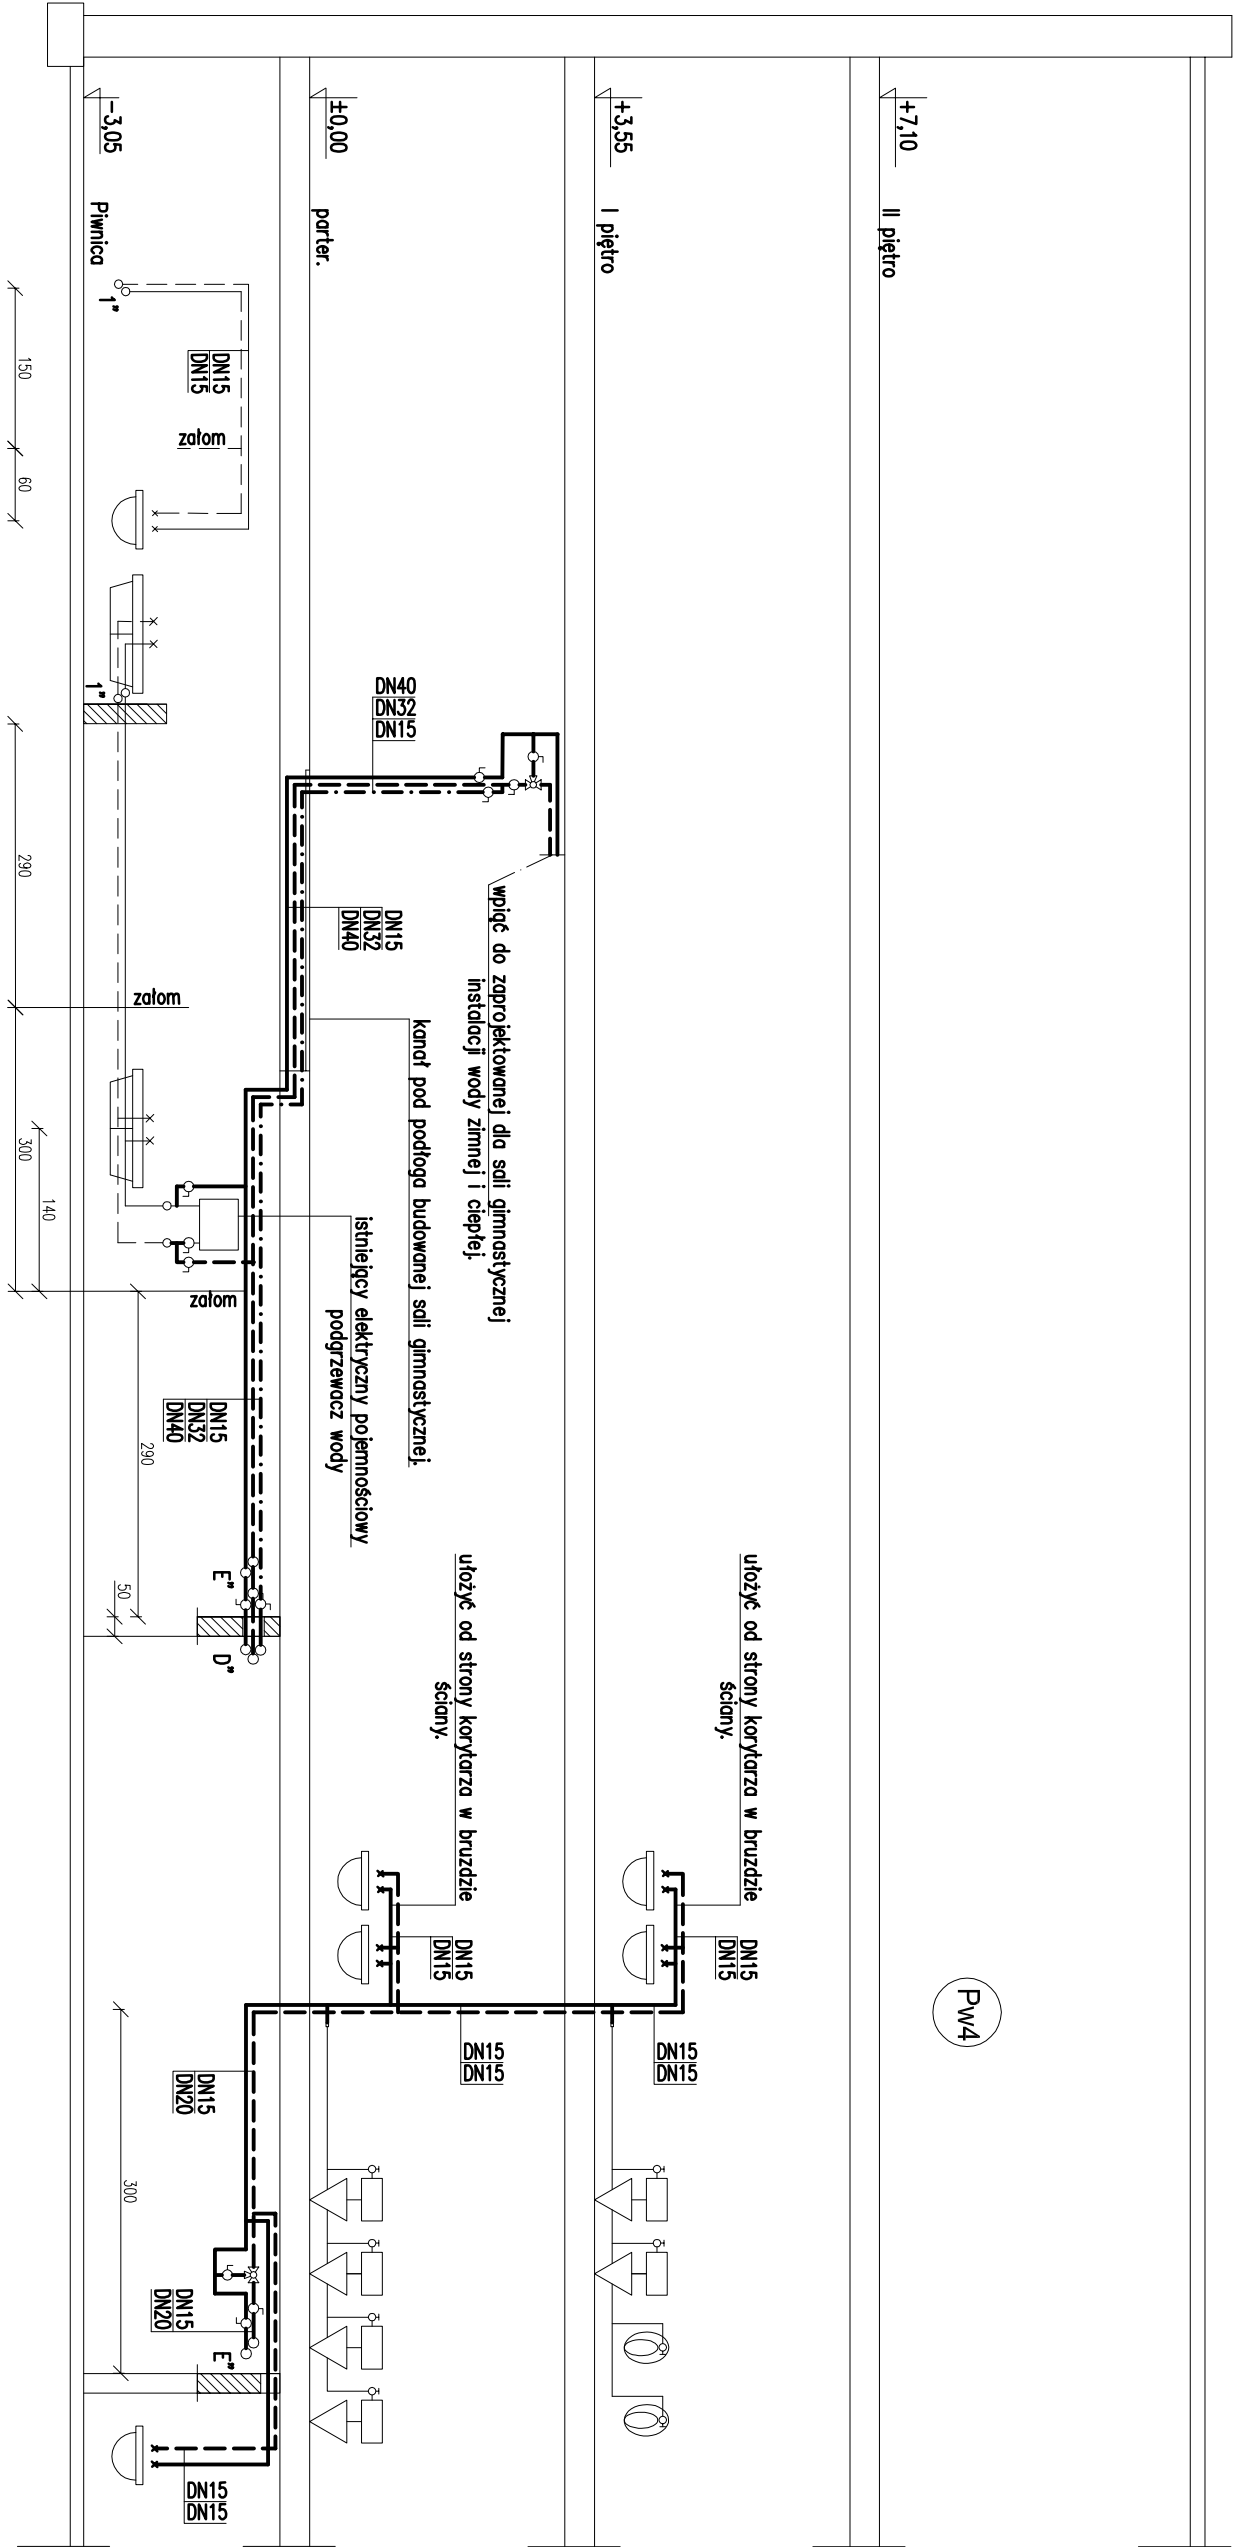 +7,10
II piętro
+3,55
I piętro
±0,00
parter.
-3,05
Piwnica
Pw4
1"
DN15
DN15
załom
150
60
1"
DN40
DN32
DN15
wpiąć do zaprojektowanej dla sali gimnastycznej
instalacji wody zimnej i ciepłej.
DN15
DN32
DN40
kanał pod podłoga budowanej sali gimnastycznej.
290
załom
300
140
istniejący elektryczny pojemnościowy
podgrzewacz wody
załom
DN15
DN32
DN40
290
50
E"
D"
ułożyć od strony korytarza w bruzdzie
ściany.
ułożyć od strony korytarza w bruzdzie
ściany.
DN15
DN15
DN15
DN15
DN15
DN15
DN15
DN15
DN15
DN20
300
DN15
DN20
E"
DN15
DN15